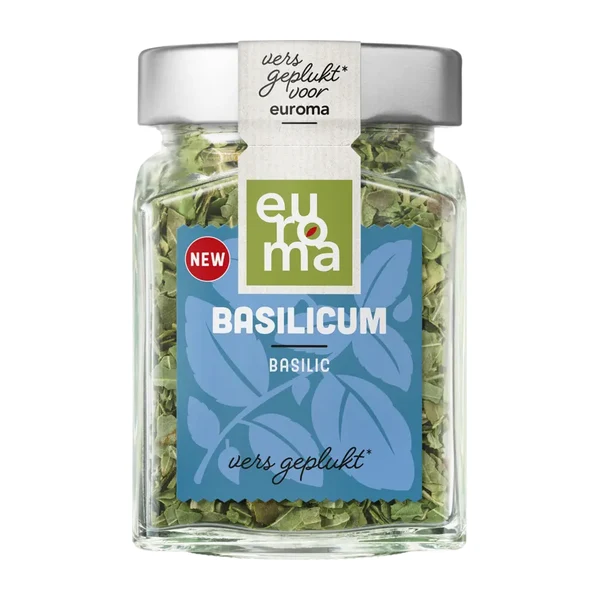 vers
geplukt*
voor
euroma
eu
ro
ma
NEW
BASILICUM
BASILIC
vers geplukt*